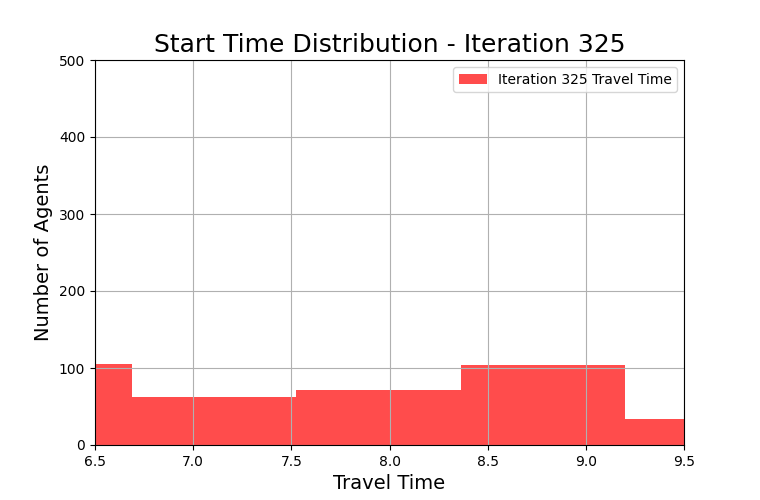 Start Time Distribution - Iteration 325
Iteration 325 Travel Time
Number of Agents
500
400
300
200
100
0
6.5 7.0 7.5 8.0 8.5 9.0 9.5
Travel Time